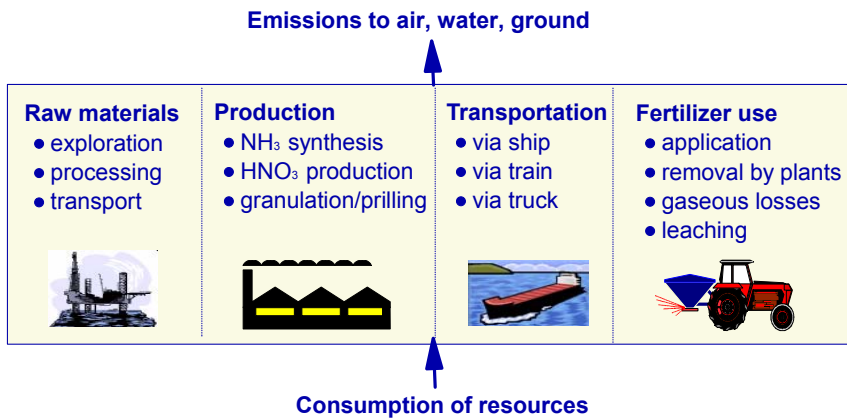 Emissions to air, water, ground
Raw materials
• exploration
• processing
• transport
Production
• NH₃ synthesis
• HNO₃ production
• granulation/prilling
Transportation
• via ship
• via train
• via truck
Fertilizer use
• application
• removal by plants
• gaseous losses
• leaching
Consumption of resources